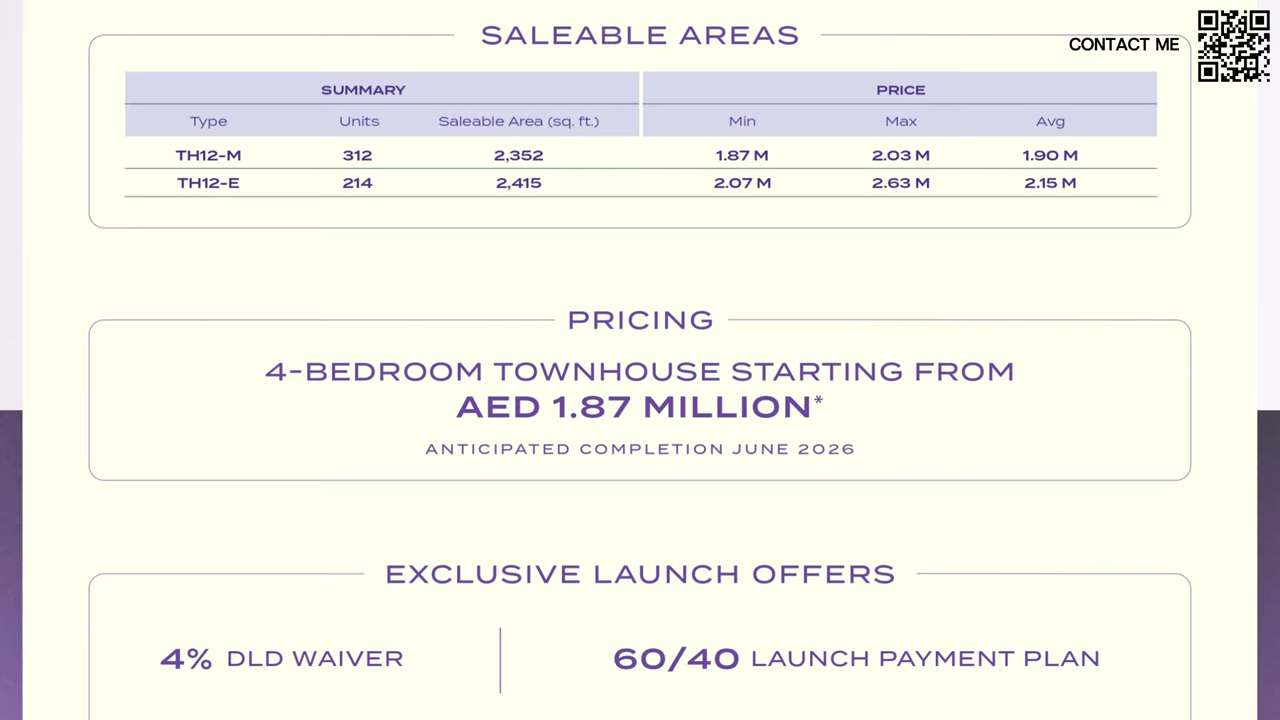 SALEABLE AREAS
CONTACT ME
SUMMARY PRICE
Type Units Saleable Area (sq. ft.) Min Max Avg
TH12-M 312 2,352 1.87 M 2.03 M 1.90 M
TH12-E 214 2,415 2.07 M 2.63 M 2.15 M
PRICING
4-BEDROOM TOWNHOUSE STARTING FROM
AED 1.87 MILLION*
ANTICIPATED COMPLETION JUNE 2026
EXCLUSIVE LAUNCH OFFERS
4% DLD WAIVER 60/40 LAUNCH PAYMENT PLAN